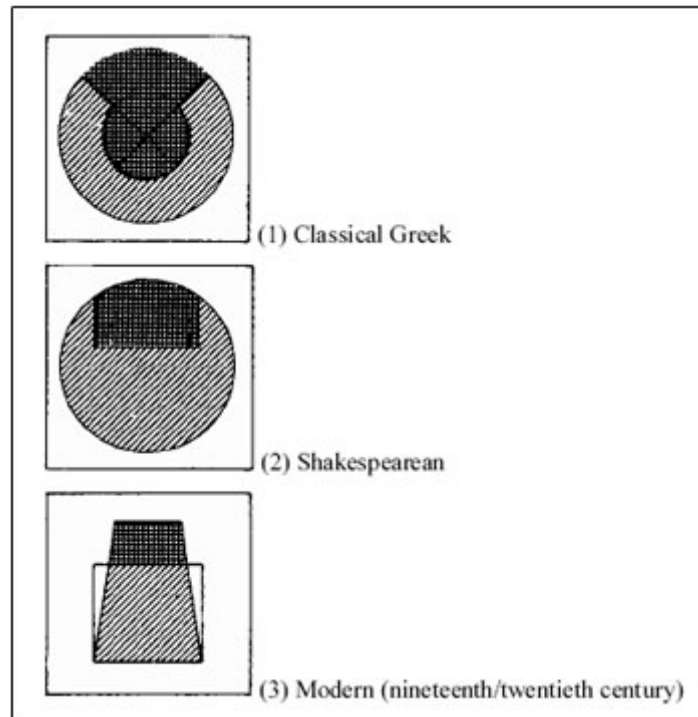 (1) Classical Greek
(2) Shakespearean
(3) Modern (nineteenth/twentieth century)